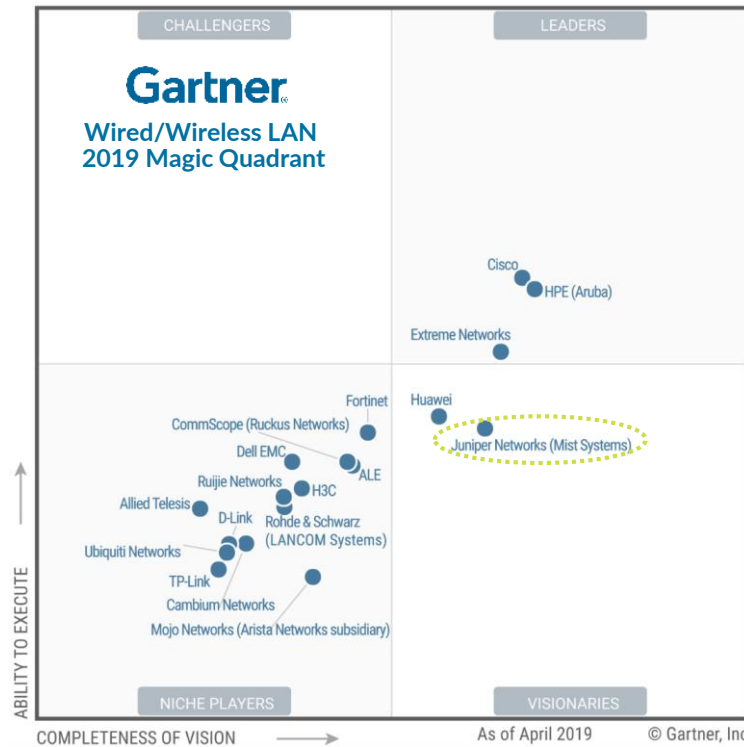 CHALLENGERS
LEADERS
Gartner®
Wired/Wireless LAN
2019 Magic Quadrant
Cisco
HPE (Aruba)
Extreme Networks
Fortinet
Huawei
CommScope (Ruckus Networks)
Juniper Networks (Mist Systems)
Dell EMC
ALE
Ruijie Networks
H3C
Allied Telesis
D-Link
Rohde & Schwarz
(LANCOM Systems)
Ubiquiti Networks
TP-Link
Cambium Networks
Mojo Networks (Arista Networks subsidiary)
ABILITY TO EXECUTE
NICHE PLAYERS
VISIONARIES
COMPLETENESS OF VISION
As of April 2019
© Gartner, Inc